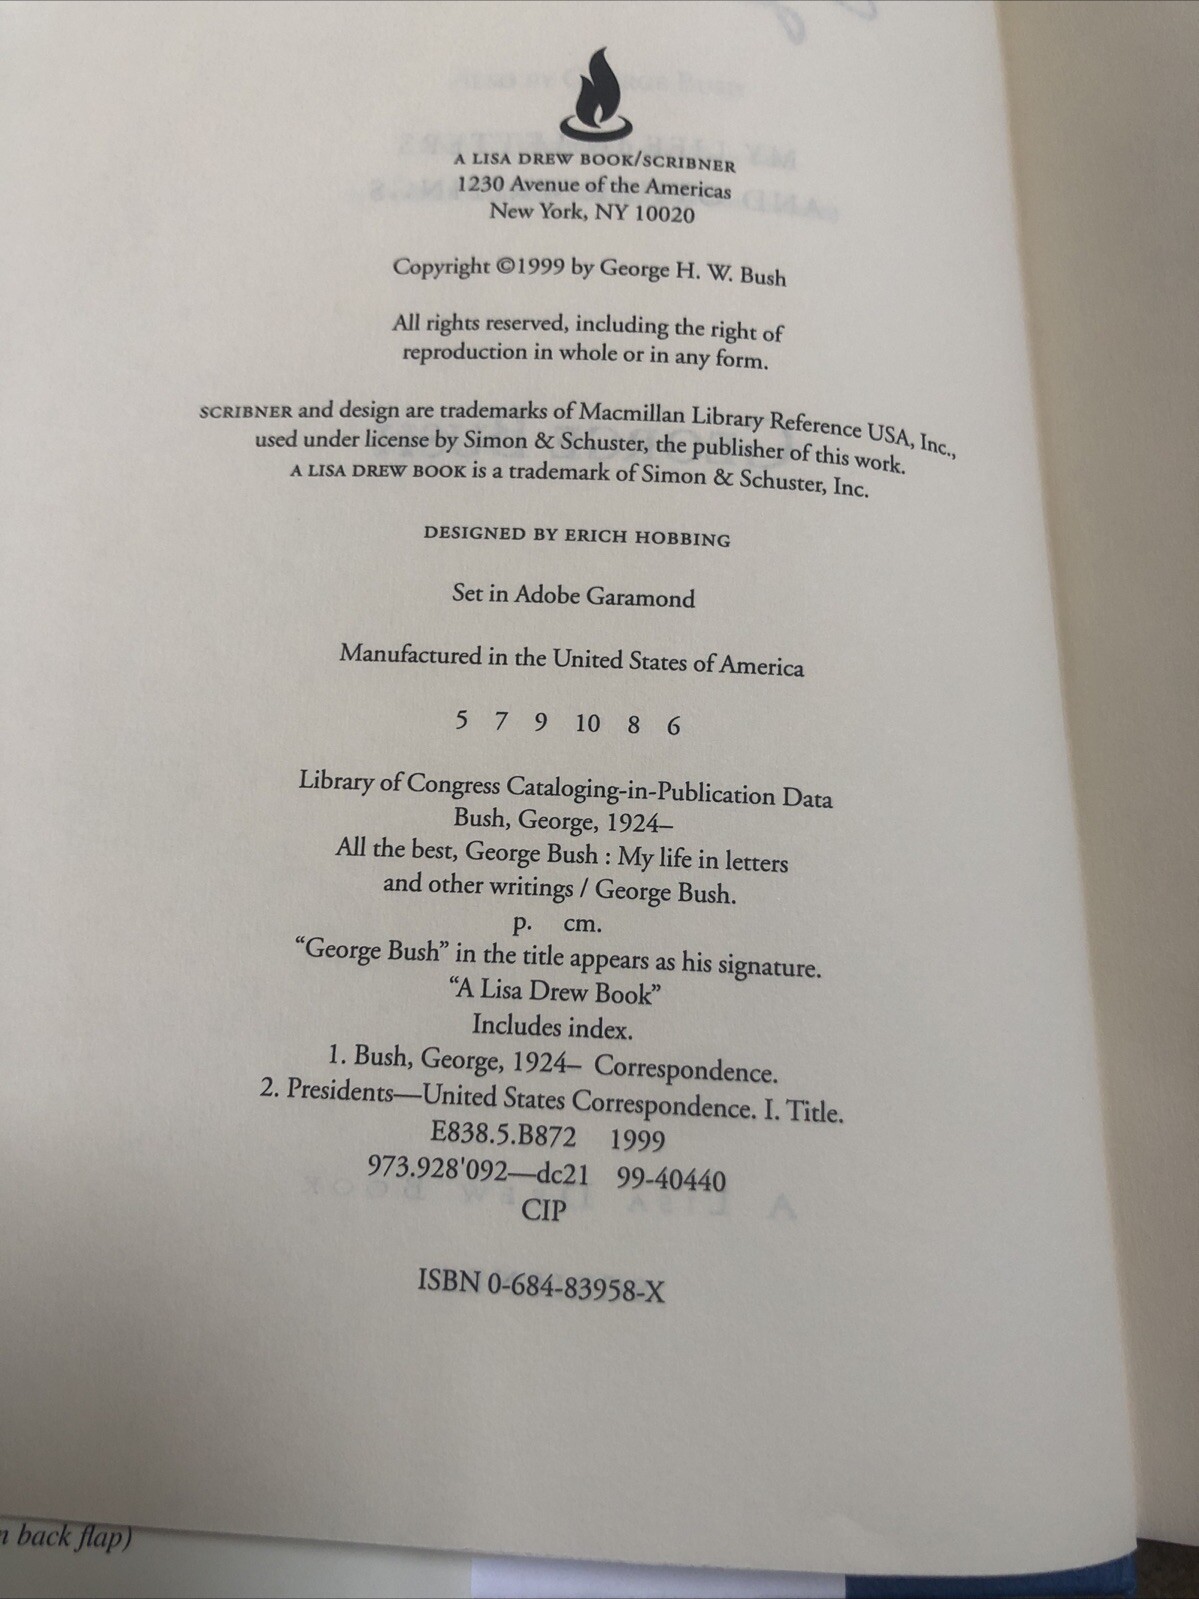 A LISA DREW BOOK/SCRIBNER
1230 Avenue of the Americas
New York, NY 10020
Copyright ©1999 by George H. W. Bush
All rights reserved, including the right of
reproduction in whole or in any form.
SCRIBNER and design are trademarks of Macmillan Library Reference USA, Inc.,
used under license by Simon & Schuster, the publisher of this work.
A LISA DREW BOOK is a trademark of Simon & Schuster, Inc.
DESIGNED BY ERICH HOBBING
Set in Adobe Garamond
Manufactured in the United States of America
5 7 9 10 8 6
Library of Congress Cataloging-in-Publication Data
Bush, George, 1924–
All the best, George Bush : My life in letters
and other writings / George Bush.
p. cm.
“George Bush” in the title appears as his signature.
“A Lisa Drew Book”
Includes index.
1. Bush, George, 1924– Correspondence.
2. Presidents—United States Correspondence. I. Title.
E838.5.B872 1999
973.928'092—dc21 99-40440
CIP
ISBN 0-684-83958-X
back flap)